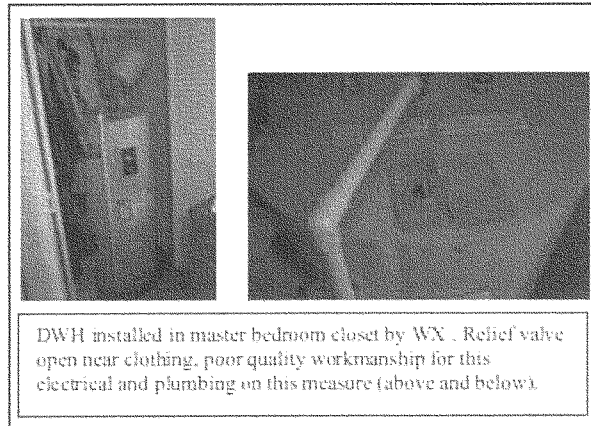 DWH installed in master bedroom closet by WX . Relief valve
open near clothing, poor quality workmanship for this
electrical and plumbing on this measure (above and below).